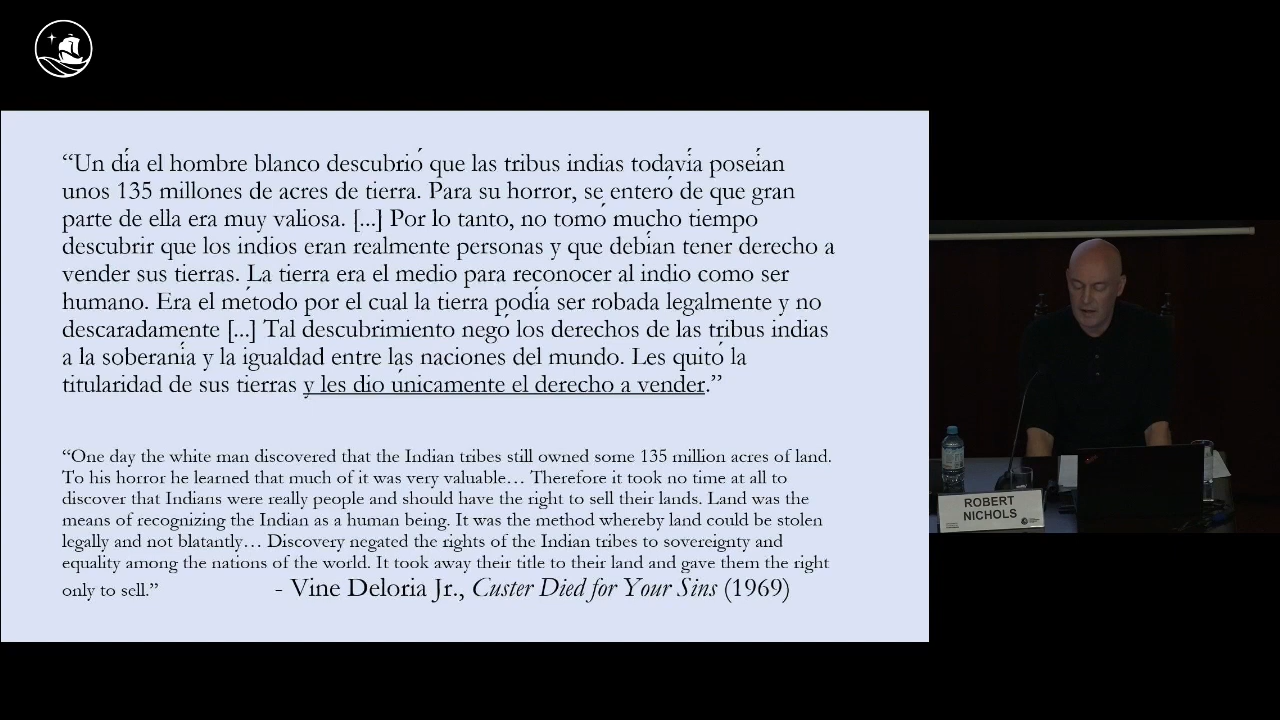 “Un día el hombre blanco descubrió que las tribus indias todavía poseían
unos 135 millones de acres de tierra. Para su horror, se enteró de que gran
parte de ella era muy valiosa. [...] Por lo tanto, no tomó mucho tiempo
descubrir que los indios eran realmente personas y que debían tener derecho a
vender sus tierras. La tierra era el medio para reconocer al indio como ser
humano. Era el método por el cual la tierra podía ser robada legalmente y no
descaradamente [...] Tal descubrimiento negó los derechos de las tribus indias
a la soberanía y la igualdad entre las naciones del mundo. Les quitó la
titularidad de sus tierras y les dio únicamente el derecho a vender.”
“One day the white man discovered that the Indian tribes still owned some 135 million acres of land.
To his horror he learned that much of it was very valuable… Therefore it took no time at all to
discover that Indians were really people and should have the right to sell their lands. Land was the
means of recognizing the Indian as a human being. It was the method whereby land could be stolen
legally and not blatantly… Discovery negated the rights of the Indian tribes to sovereignty and
equality among the nations of the world. It took away their title to their land and gave them the right
only to sell.” - Vine Deloria Jr., Custer Died for Your Sins (1969)
ROBERT
NICHOLS